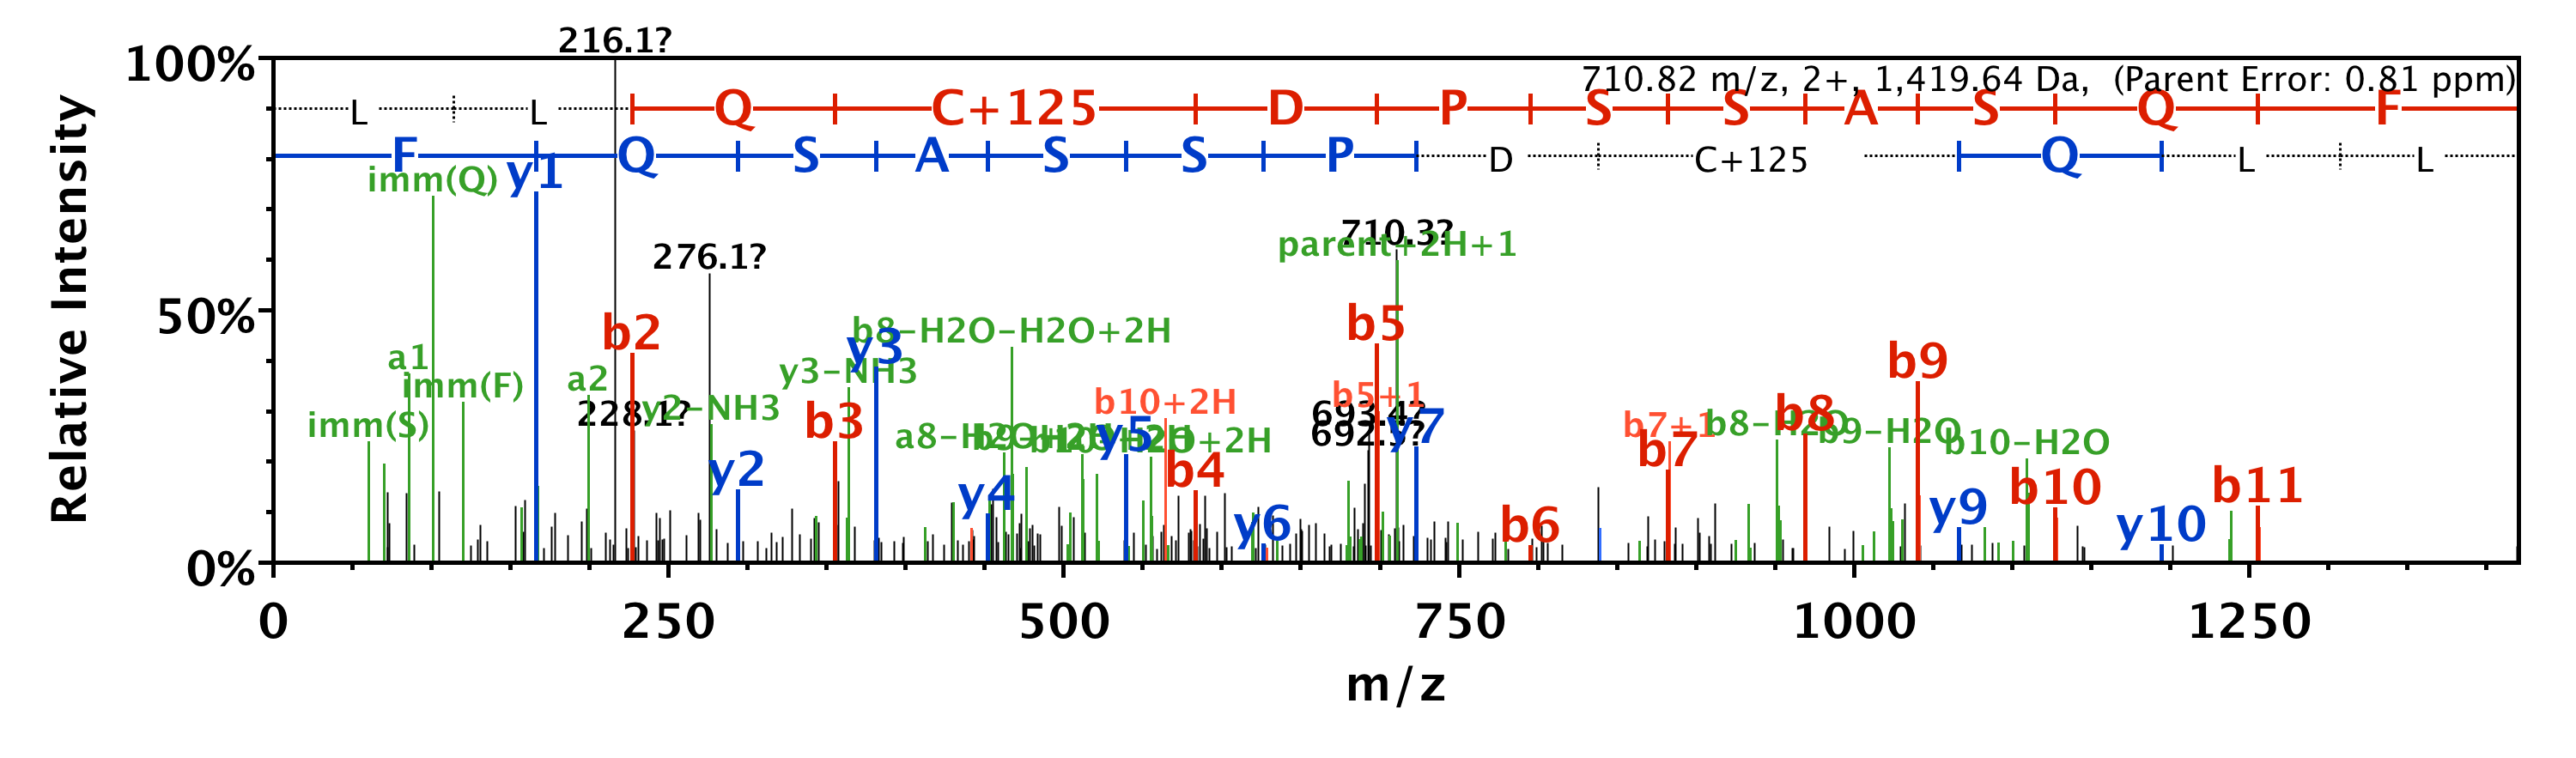 216.1?
100%
710.82 m/z, 2+, 1,419.64 Da, (Parent Error: 0.81 ppm)
L L Q C+125 D P S S A S Q F
F Q S A S S P D C+125 Q L L
imm(Q) y1
710.3?
parent+2H+1
276.1?
50%
b2 y3 b8-H2O-H2O+2H b5
a1 imm(F) a2 y3-NH3 b9
228.1? y2-NH3 b10+2H b5+1
imm(S) b3 693.4? y7 b7+1 b8-H2O b8 b9-H2O
692.3? y5 b7 b10-H2O
y2 y4 b4 b10 b11
y6 b6 y9 y10
0%
0 250 500 750 1000 1250
m/z
Relative Intensity